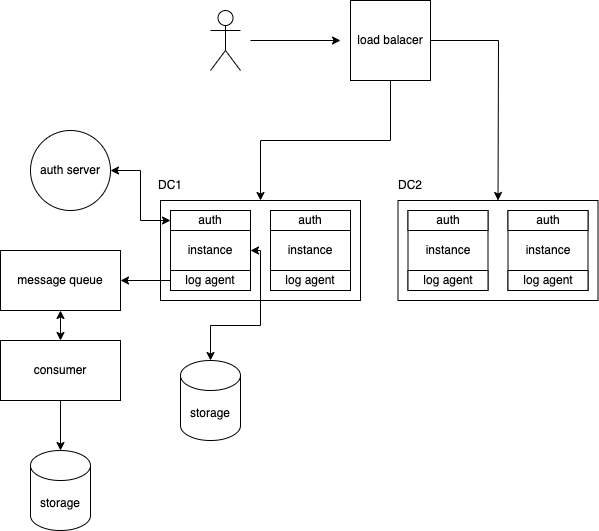 load balacer
auth server
DC1
DC2
auth
auth
auth
auth
instance
instance
instance
instance
log agent
log agent
log agent
log agent
message queue
consumer
storage
storage